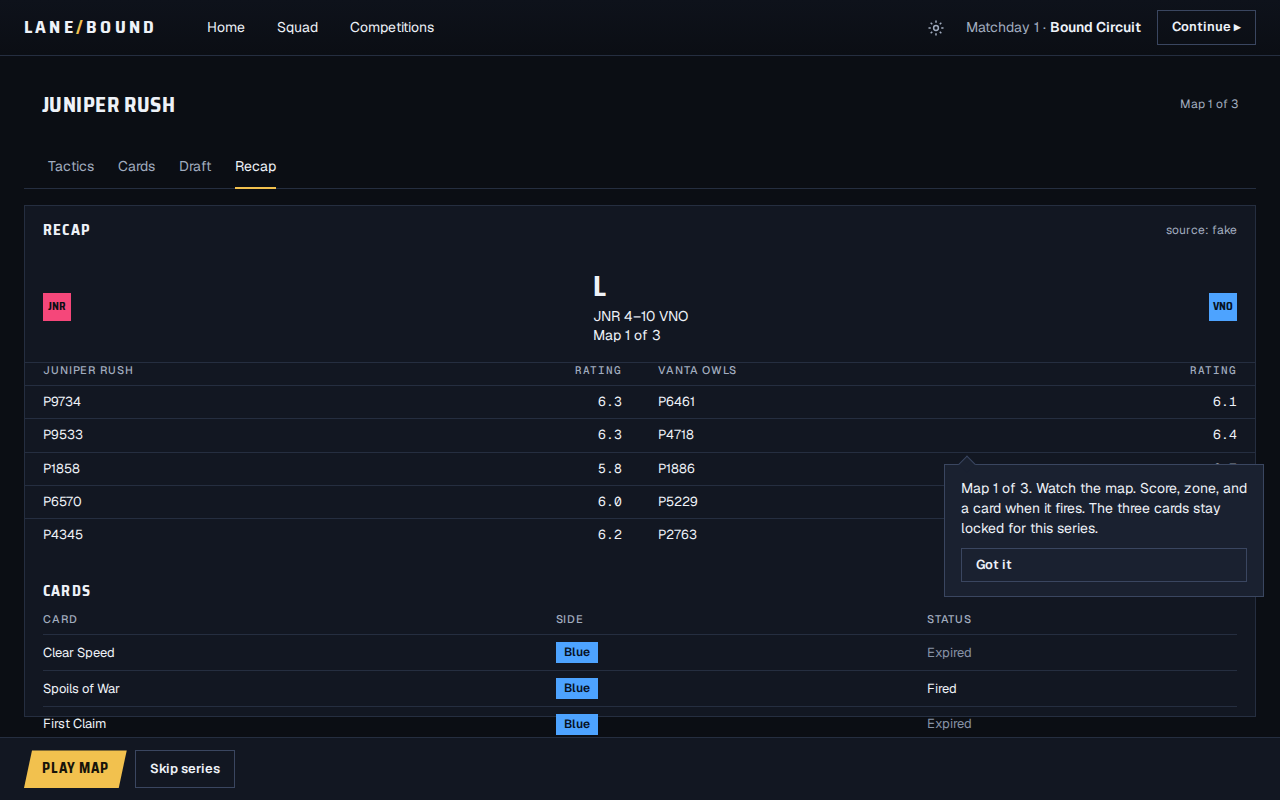 LANE/BOUND Home Squad Competitions Matchday 1 · Bound Circuit Continue ▸
JUNIPER RUSH Map 1 of 3
Tactics Cards Draft Recap
RECAP source: fake
L
JNR VNO
JNR 4–10 VNO
Map 1 of 3
JUNIPER RUSH RATING VANTA OWLS RATING
P9734 6.3 P6461 6.1
P9533 6.3 P4718 6.4
P1858 5.8 P1886
P6570 6.0 P5229
P4345 6.2 P2763
Map 1 of 3. Watch the map. Score, zone, and
a card when it fires. The three cards stay
locked for this series.
Got it
CARDS
CARD SIDE STATUS
Clear Speed Blue Expired
Spoils of War Blue Fired
First Claim Blue Expired
PLAY MAP Skip series